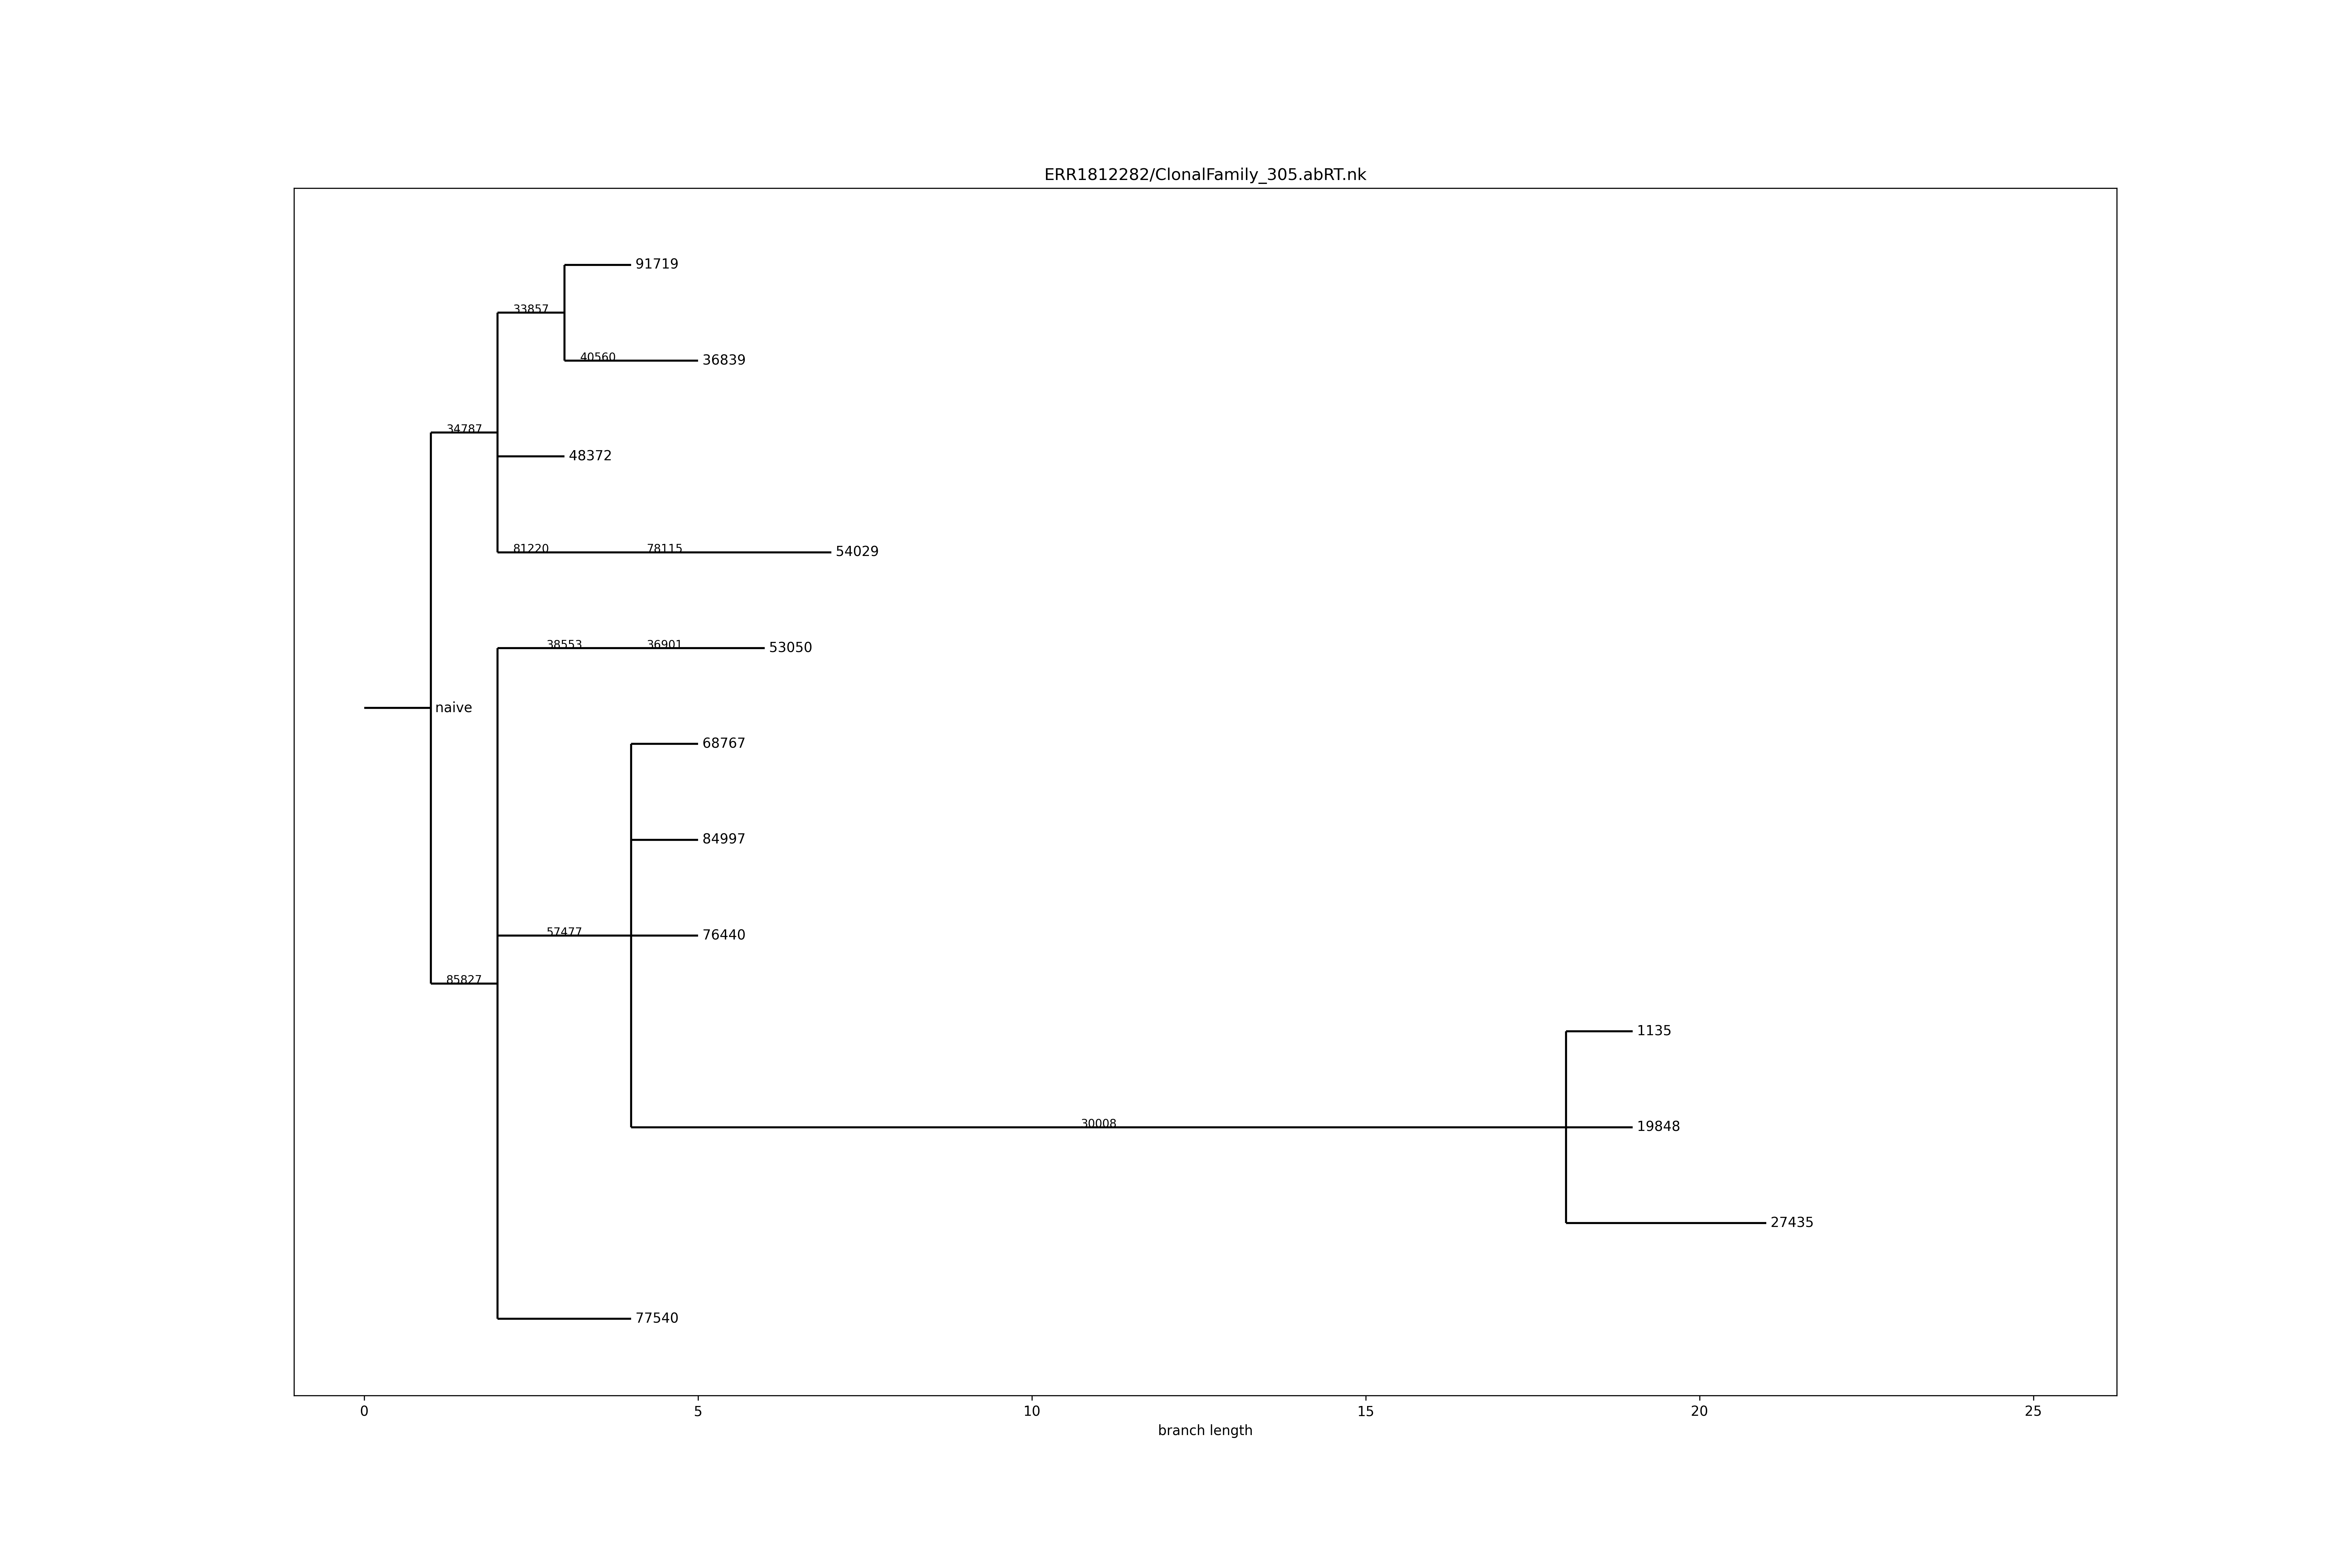 ERR1812282/ClonalFamily_305.abRT.nk
91719
33857
40560 36839
34787
48372
81220 78115 54029
38553 36901 53050
naive
68767
84997
57477 76440
85827
1135
30008 19848
27435
77540
0 5 10 15 20 25
branch length